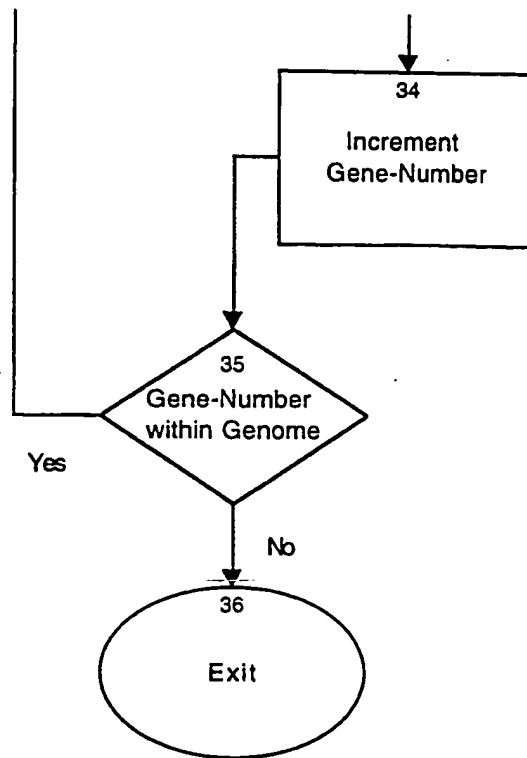 34
Increment
Gene-Number
35
Gene-Number
within Genome
Yes
No
36
Exit